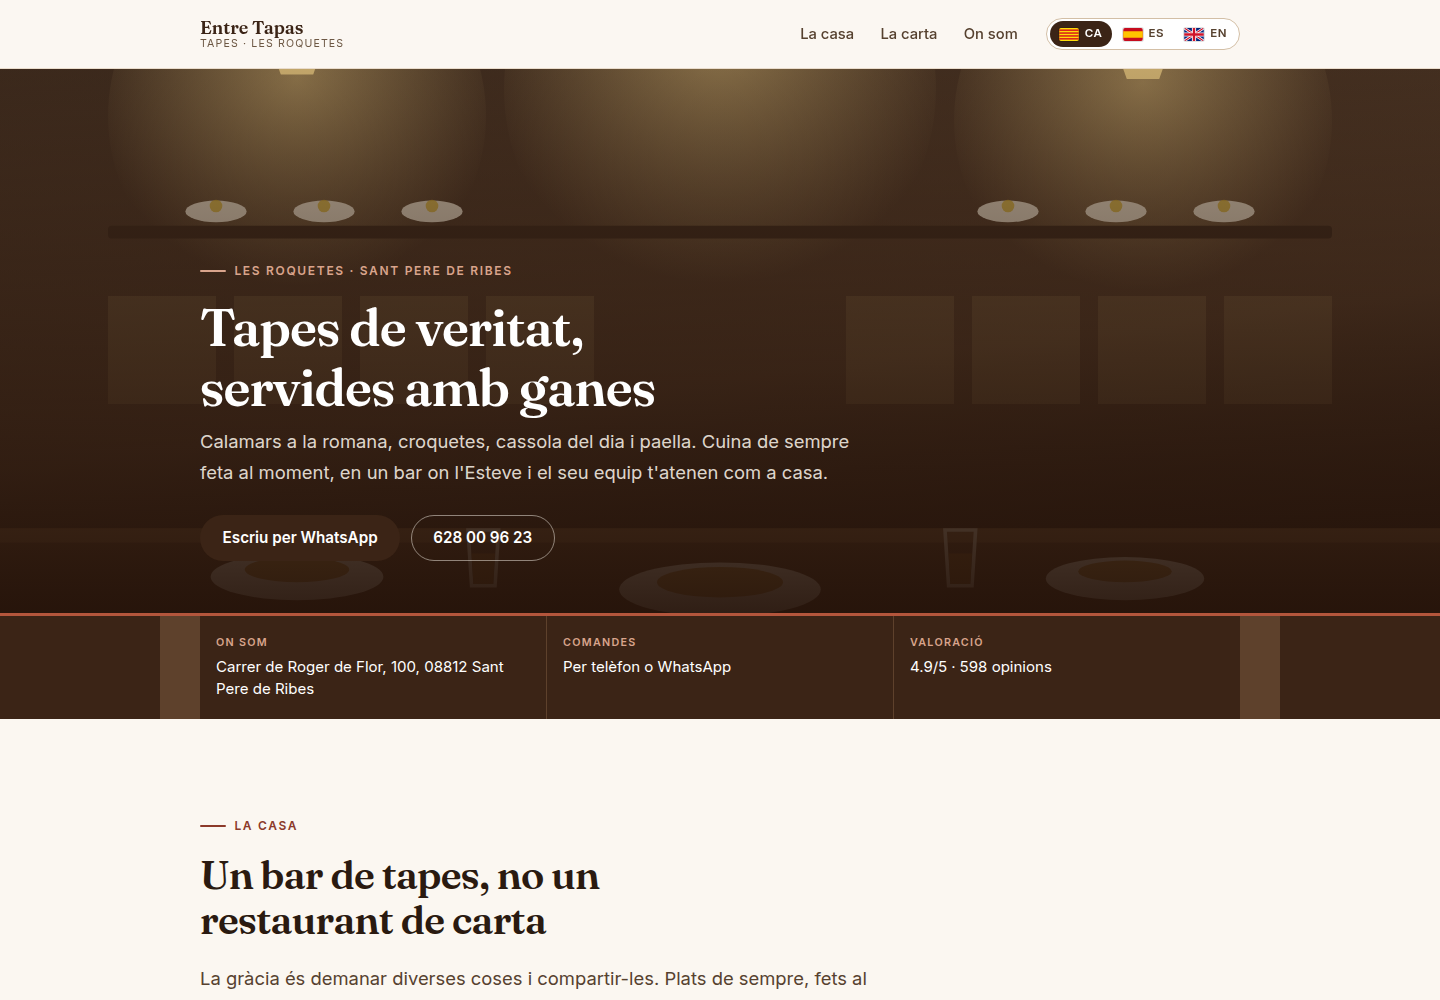 Entre Tapas
TAPES · LES ROQUETES
La casa
La carta
On som
CA
ES
EN
LES ROQUETES · SANT PERE DE RIBES
Tapes de veritat,
servides amb ganes
Calamars a la romana, croquetes, cassola del dia i paella. Cuina de sempre
feta al moment, en un bar on l'Esteve i el seu equip t'atenen com a casa.
Escriu per WhatsApp
628 00 96 23
ON SOM
Carrer de Roger de Flor, 100, 08812 Sant
Pere de Ribes
COMANDES
Per telèfon o WhatsApp
VALORACIÓ
4.9/5 · 598 opinions
LA CASA
Un bar de tapes, no un
restaurant de carta
La gràcia és demanar diverses coses i compartir-les. Plats de sempre, fets al